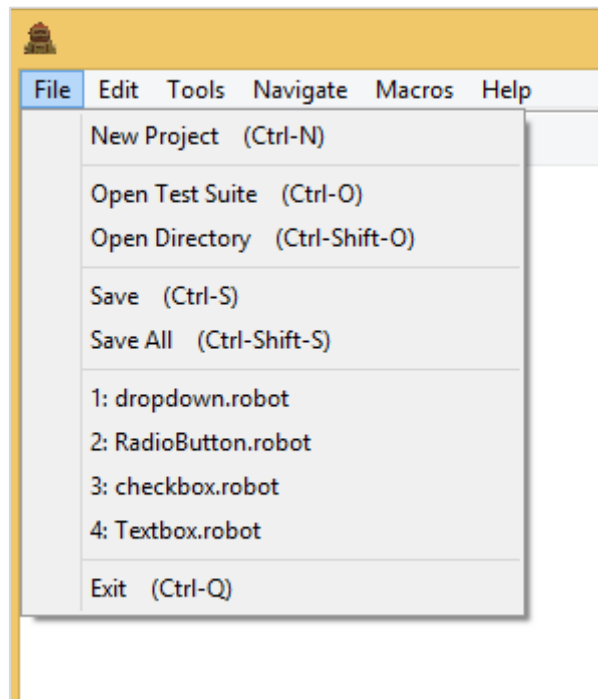 File Edit Tools Navigate Macros Help
New Project (Ctrl-N)
Open Test Suite (Ctrl-O)
Open Directory (Ctrl-Shift-O)
Save (Ctrl-S)
Save All (Ctrl-Shift-S)
1: dropdown.robot
2: RadioButton.robot
3: checkbox.robot
4: Textbox.robot
Exit (Ctrl-Q)